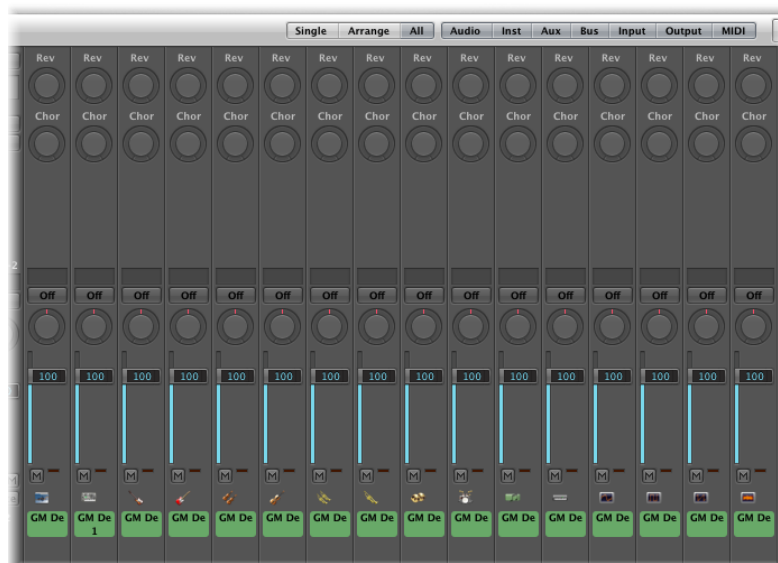 Single Arrange All Audio Inst Aux Bus Input Output MIDI
Rev Rev Rev Rev Rev Rev Rev Rev Rev Rev Rev Rev Rev Rev Rev Rev
Chor Chor Chor Chor Chor Chor Chor Chor Chor Chor Chor Chor Chor Chor Chor Chor
2
Off Off Off Off Off Off Off Off Off Off Off Off Off Off Off Off
100 100 100 100 100 100 100 100 100 100 100 100 100 100 100 100
M M M M M M M M M M M M M M M M M
GM De GM De GM De GM De GM De GM De GM De GM De GM De GM De GM De GM De GM De GM De GM De GM De
1